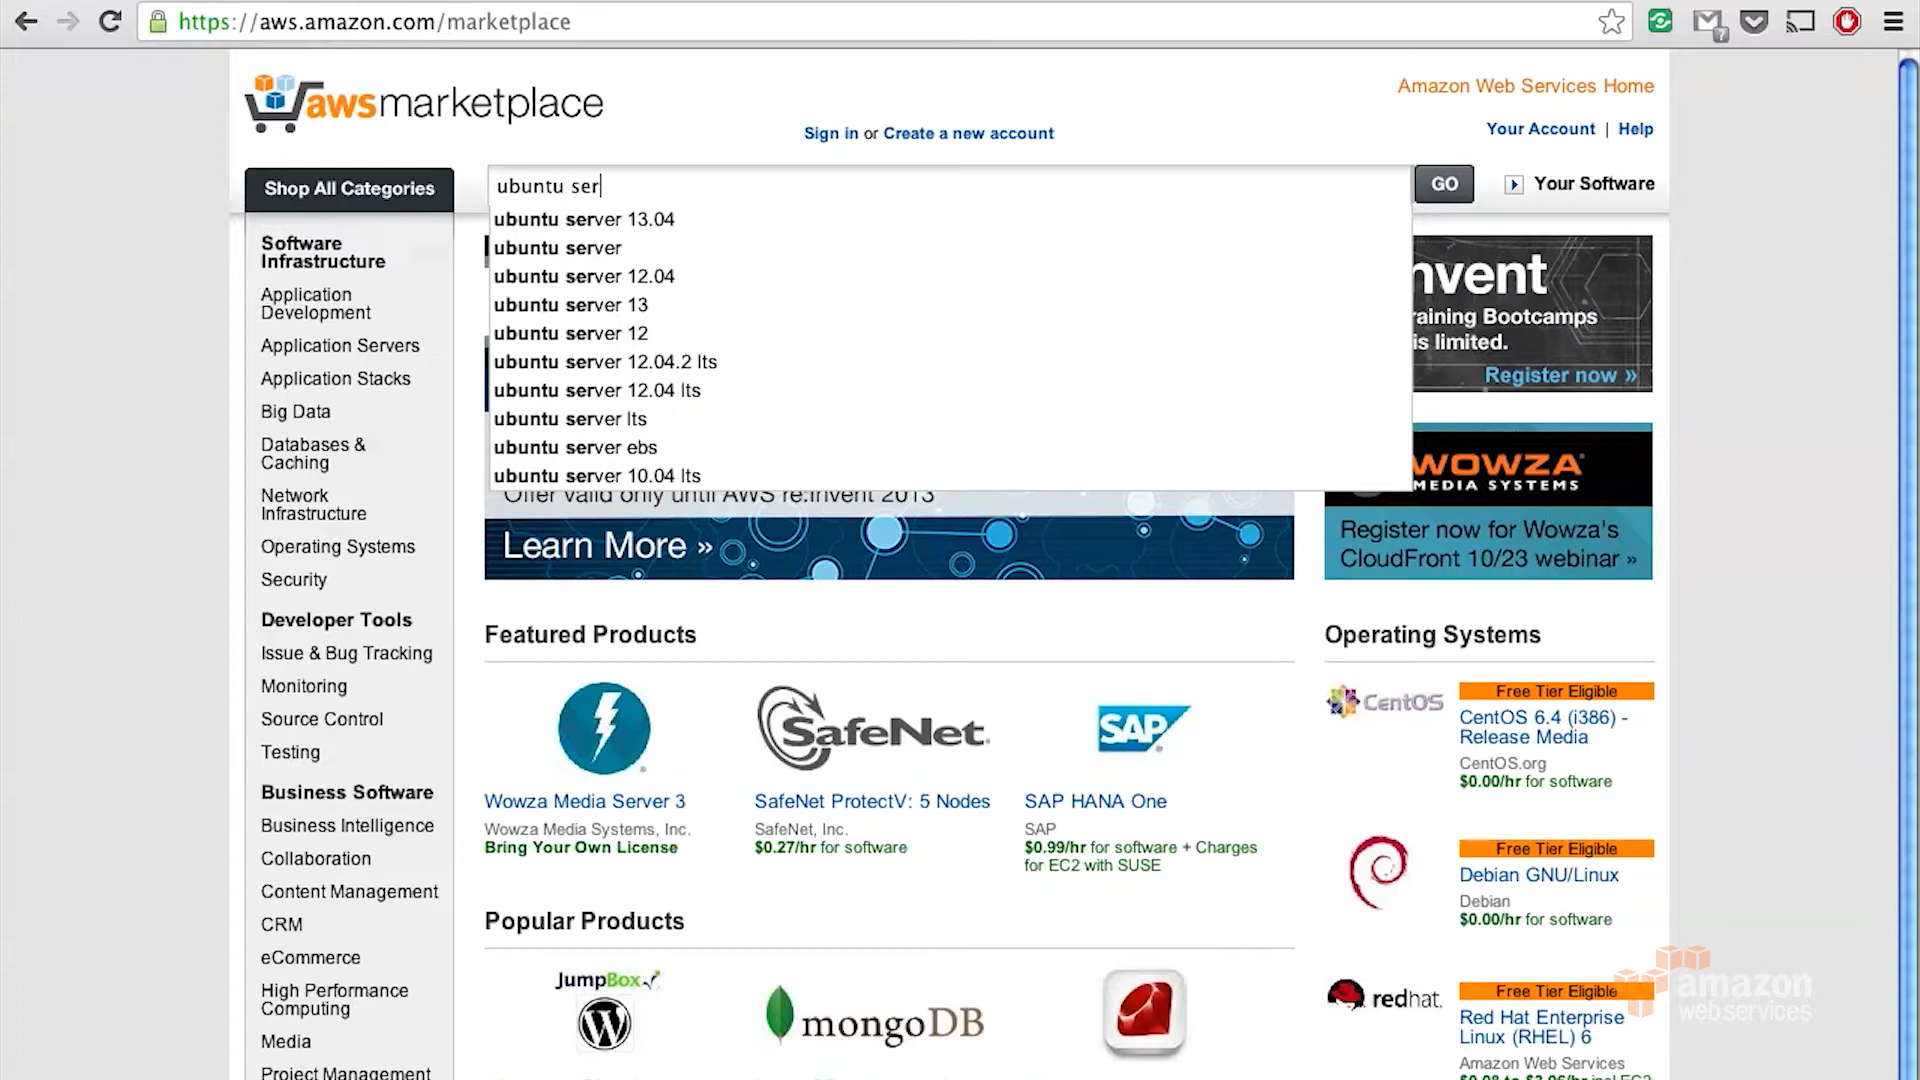 https://aws.amazon.com/marketplace
awsmarketplace
Amazon Web Services Home
Sign in or Create a new account
Your Account | Help
Shop All Categories
ubuntu ser
GO
Your Software
ubuntu server 13.04
ubuntu server
ubuntu server 12.04
ubuntu server 13
ubuntu server 12
ubuntu server 12.04.2 lts
ubuntu server 12.04 lts
ubuntu server lts
ubuntu server ebs
ubuntu server 10.04 lts
Software
Infrastructure
Application
Development
Application Servers
Application Stacks
Big Data
Databases &
Caching
Network
Infrastructure
Operating Systems
Security
Developer Tools
Issue & Bug Tracking
Monitoring
Source Control
Testing
Business Software
Business Intelligence
Collaboration
Content Management
CRM
eCommerce
High Performance
Computing
Media
Project Management
Offer valid only until AWS re:Invent 2013
Learn More »
nvent
raining Bootcamps
is limited.
Register now »
WOWZA
MEDIA SYSTEMS
Register now for Wowza's
CloudFront 10/23 webinar »
Featured Products
SafeNet.
SAP
Wowza Media Server 3
Wowza Media Systems, Inc.
Bring Your Own License
SafeNet ProtectV: 5 Nodes
SafeNet, Inc.
$0.27/hr for software
SAP HANA One
SAP
$0.99/hr for software + Charges
for EC2 with SUSE
Popular Products
JumpBox
mongoDB
Operating Systems
CentOS
Free Tier Eligible
CentOS 6.4 (i386) -
Release Media
CentOS.org
$0.00/hr for software
Free Tier Eligible
Debian GNU/Linux
Debian
$0.00/hr for software
redhat.
Free Tier Eligible
Red Hat Enterprise
Linux (RHEL) 6
Amazon Web Services
amazon
web services